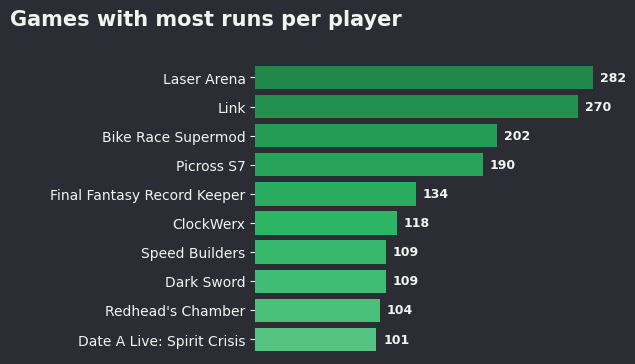 Games with most runs per player
Laser Arena 282
Link 270
Bike Race Supermod 202
Picross S7 190
Final Fantasy Record Keeper 134
ClockWerx 118
Speed Builders 109
Dark Sword 109
Redhead's Chamber 104
Date A Live: Spirit Crisis 101